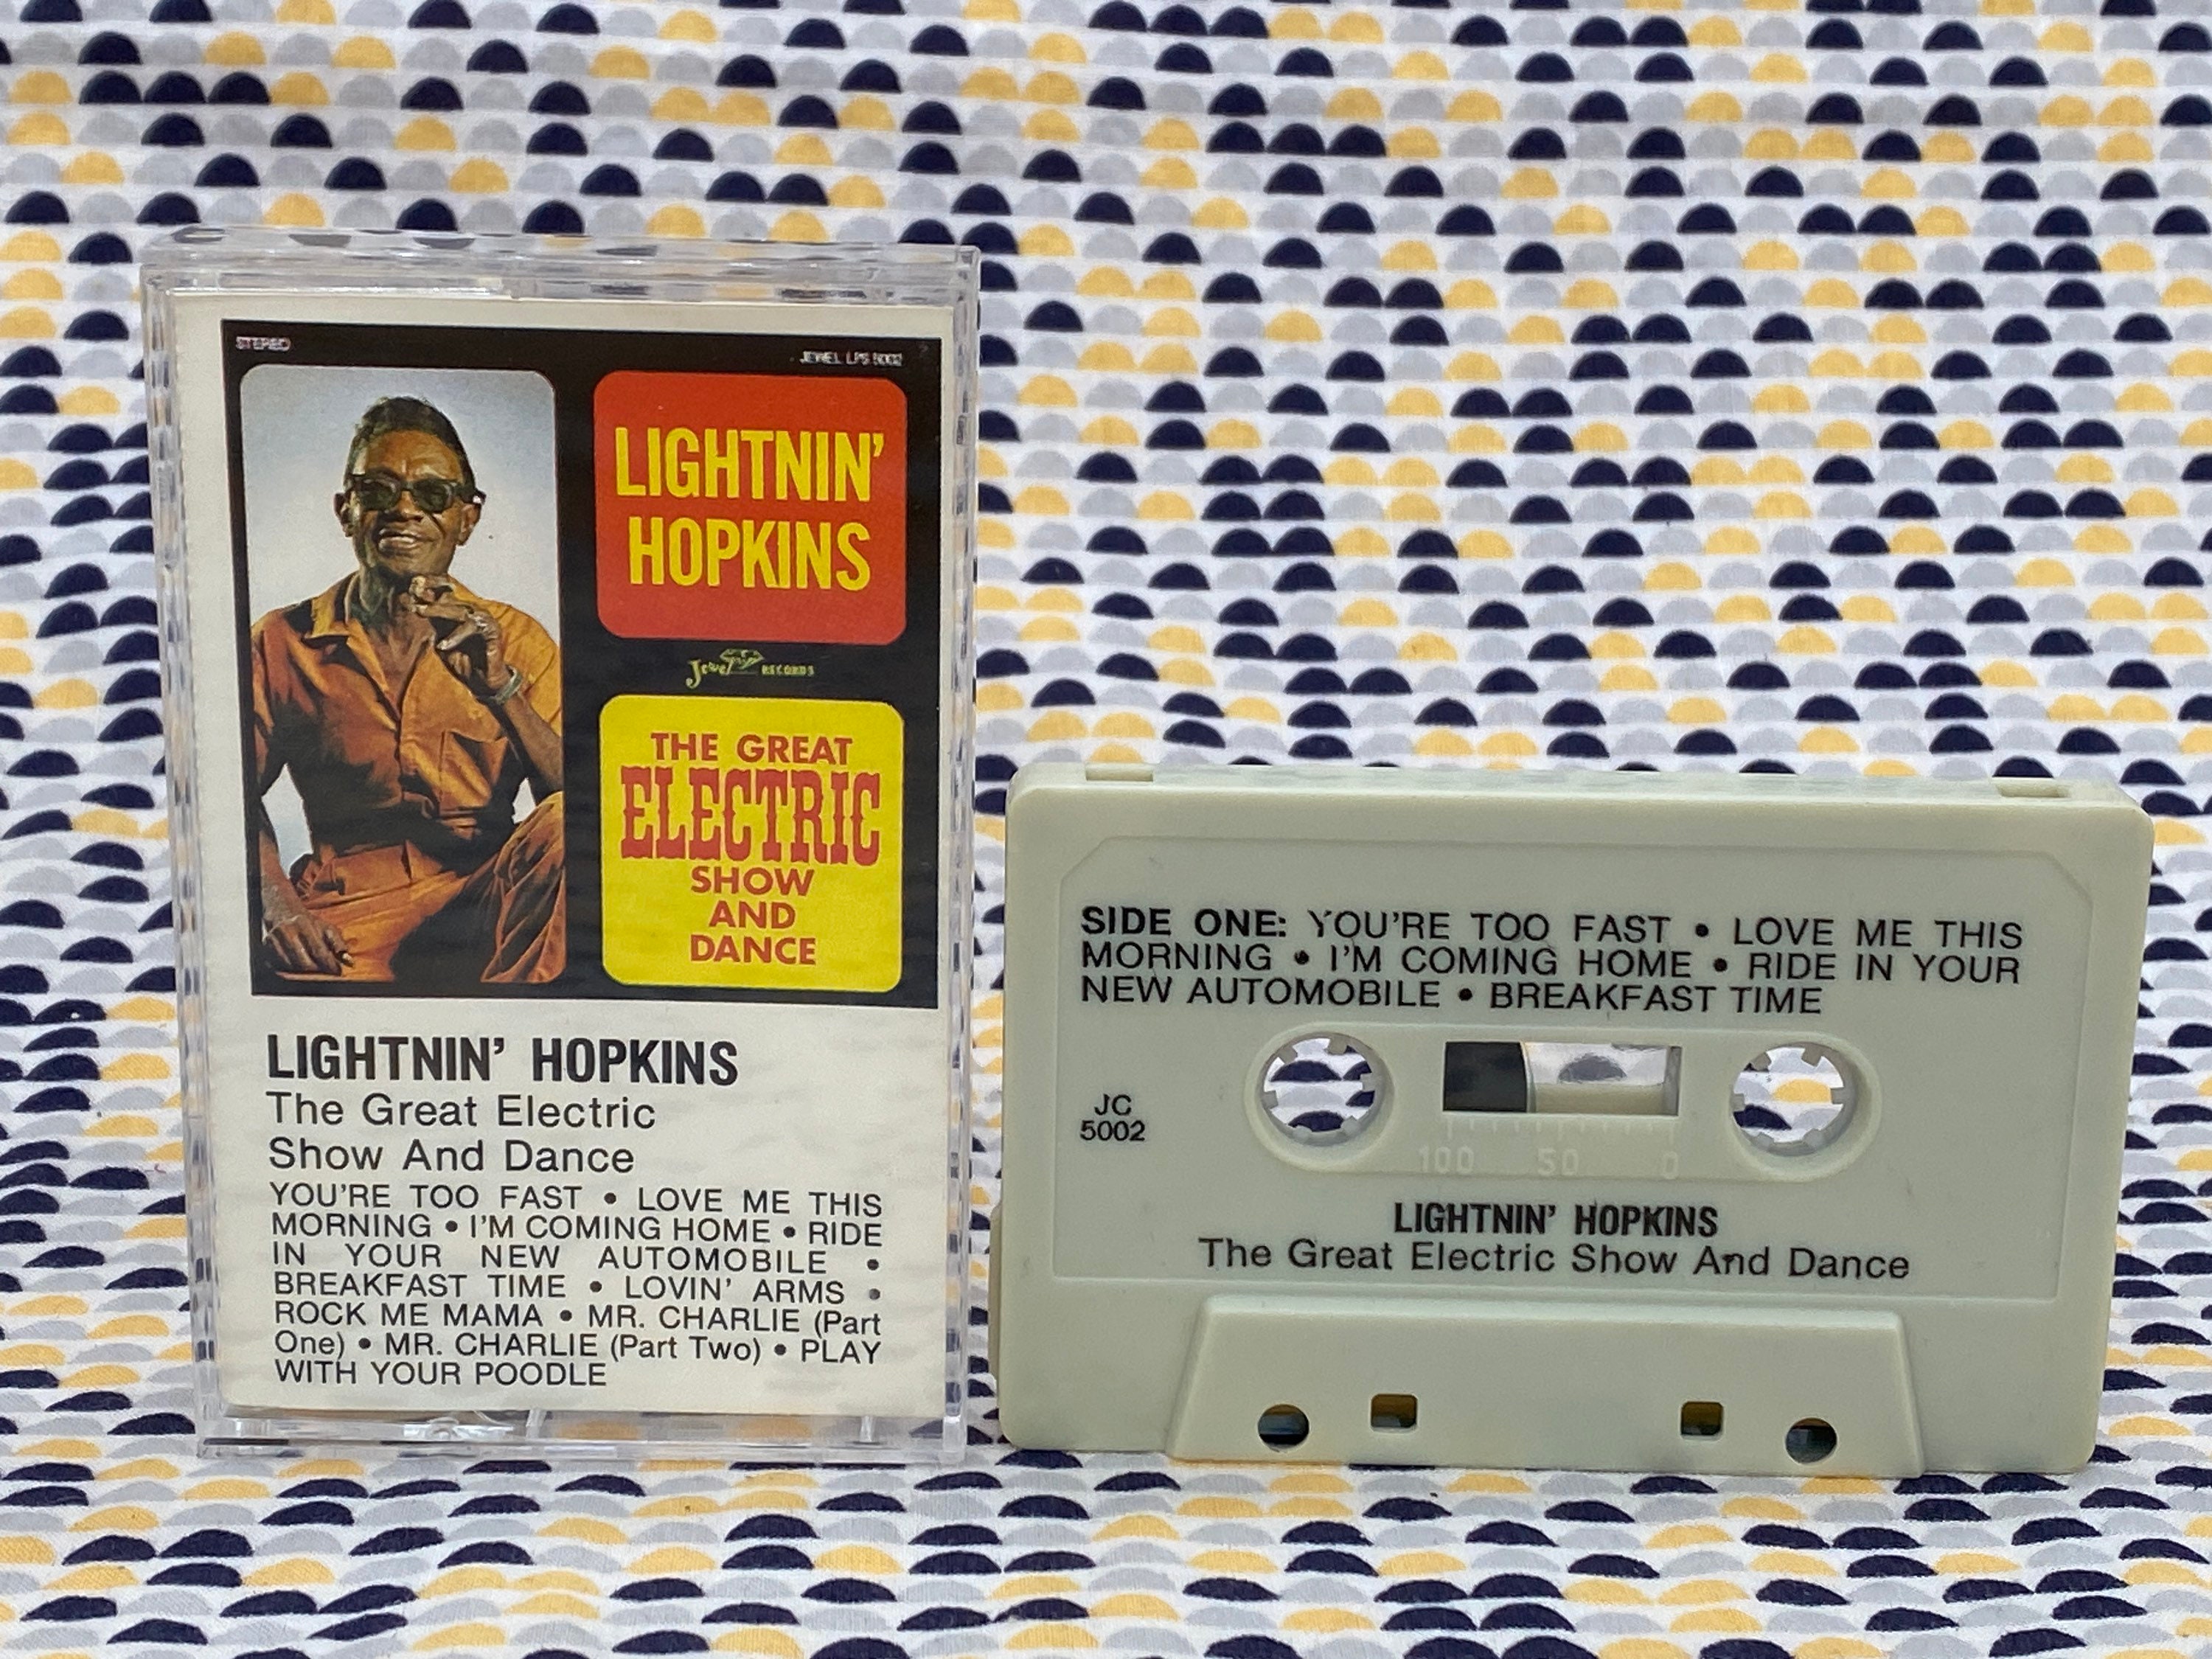 STEREO
JEWEL LPS 5002
LIGHTNIN'
HOPKINS
Jewel RECORDS
THE GREAT
ELECTRIC
SHOW
AND
DANCE
LIGHTNIN' HOPKINS
The Great Electric
Show And Dance
YOU'RE TOO FAST • LOVE ME THIS
MORNING • I'M COMING HOME • RIDE
IN YOUR NEW AUTOMOBILE •
BREAKFAST TIME • LOVIN' ARMS •
ROCK ME MAMA • MR. CHARLIE (Part
One) • MR. CHARLIE (Part Two) • PLAY
WITH YOUR POODLE
SIDE ONE: YOU'RE TOO FAST • LOVE ME THIS
MORNING • I'M COMING HOME • RIDE IN YOUR
NEW AUTOMOBILE • BREAKFAST TIME
JC
5002
100 50 0
LIGHTNIN' HOPKINS
The Great Electric Show And Dance